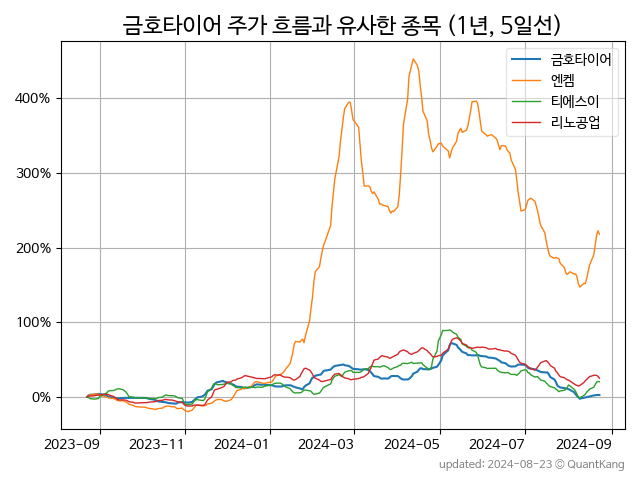 금호타이어 주가 흐름과 유사한 종목 (1년, 5일선)
금호타이어
엔켐
티에스이
리노공업
400%
300%
200%
100%
0%
2023-09 2023-11 2024-01 2024-03 2024-05 2024-07 2024-09
updated: 2024-08-23 © QuantKang